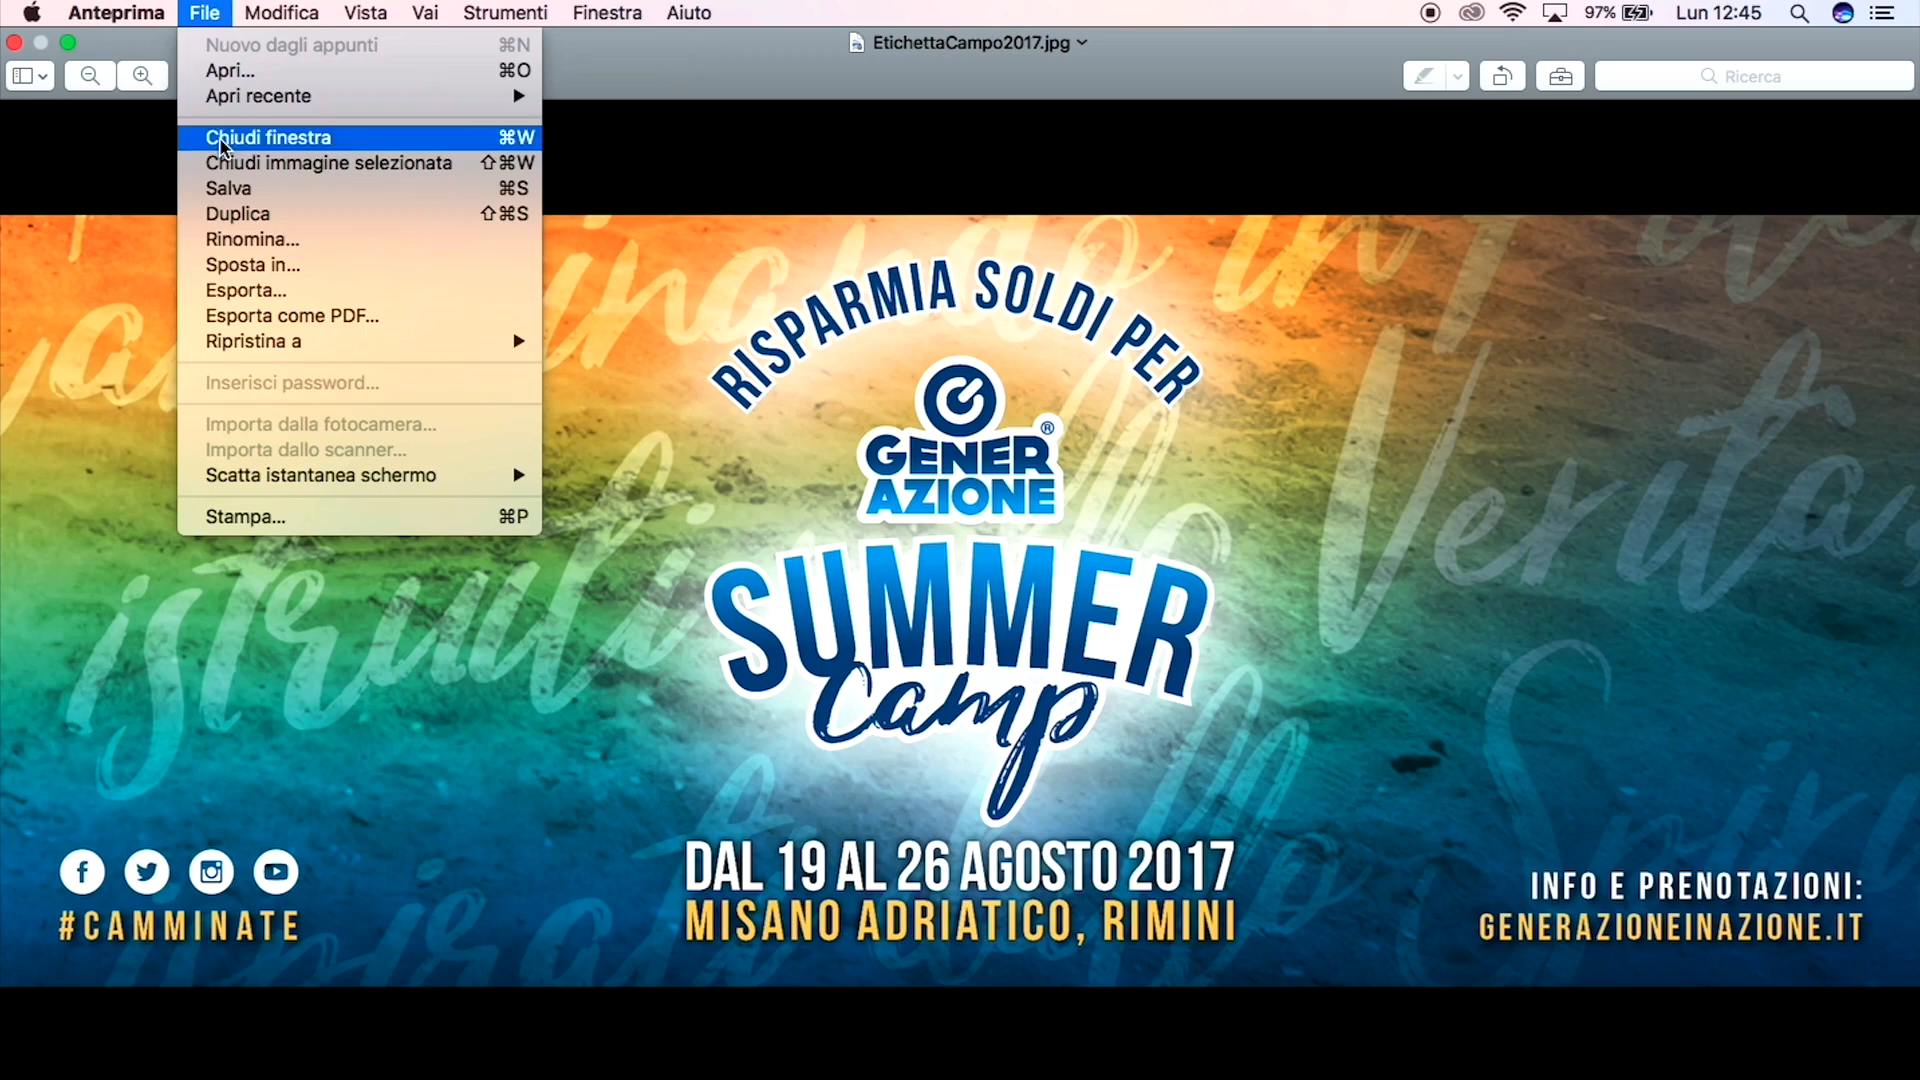 Anteprima File Modifica Vista Vai Strumenti Finestra Aiuto 97% Lun 12:45
EtichettaCampo2017.jpg
Ricerca
Nuovo dagli appunti ⌘N
Apri... ⌘O
Apri recente
Chiudi finestra ⌘W
Chiudi immagine selezionata ⇧⌘W
Salva ⌘S
Duplica ⇧⌘S
Rinomina...
Sposta in...
Esporta...
Esporta come PDF...
Ripristina a
Inserisci password...
Importa dalla fotocamera...
Importa dallo scanner...
Scatta istantanea schermo
Stampa... ⌘P
RISPARMIA SOLDI PER
GENER
AZIONE
®
SUMMER
Camp
DAL 19 AL 26 AGOSTO 2017
MISANO ADRIATICO, RIMINI
#CAMMINATE
INFO E PRENOTAZIONI:
GENERAZIONEINAZIONE.IT